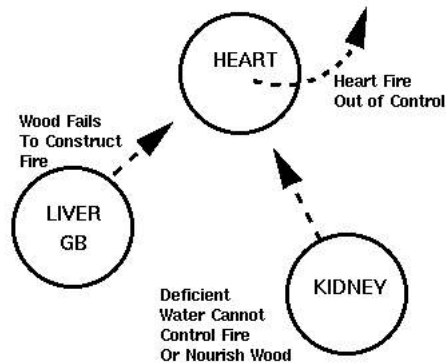 HEART
Heart Fire
Out of Control
Wood Fails
To Construct
Fire
LIVER
GB
KIDNEY
Deficient
Water Cannot
Control Fire
Or Nourish Wood